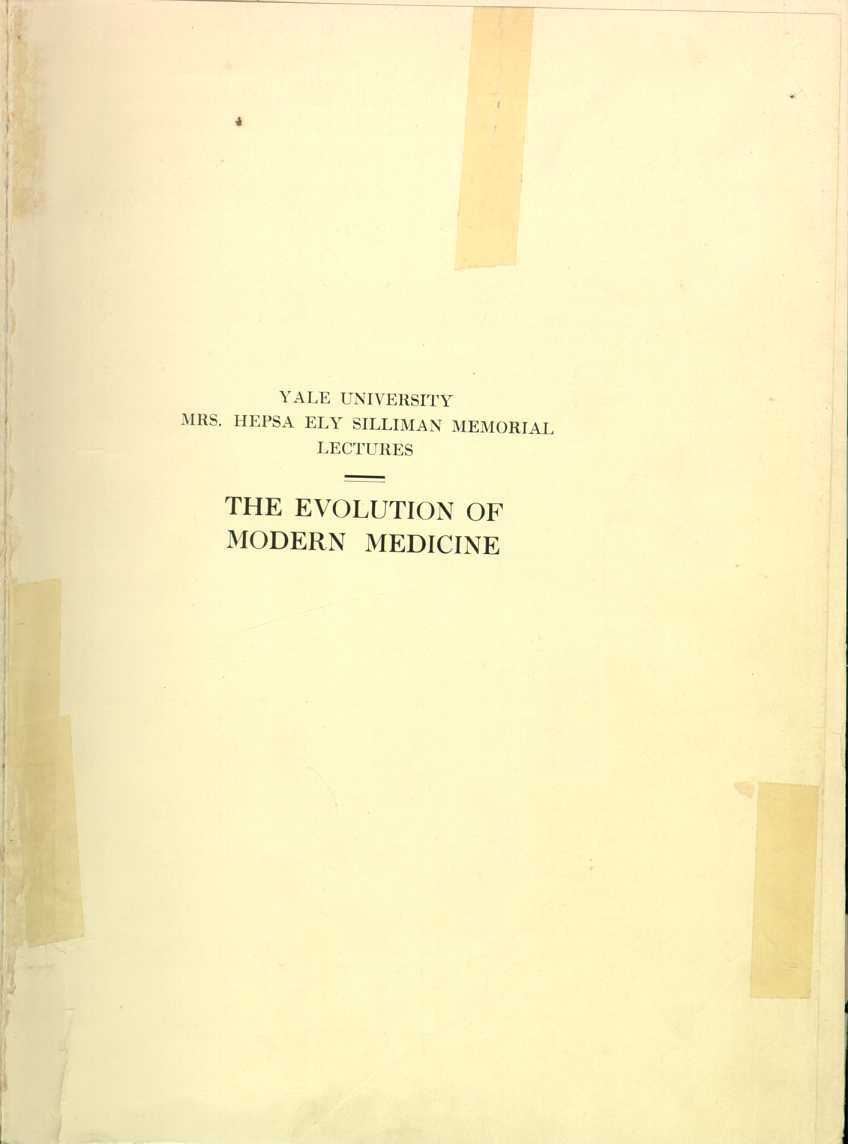 YALE UNIVERSITY
MRS. HEPSA ELY SILLIMAN MEMORIAL
LECTURES
THE EVOLUTION OF
MODERN MEDICINE